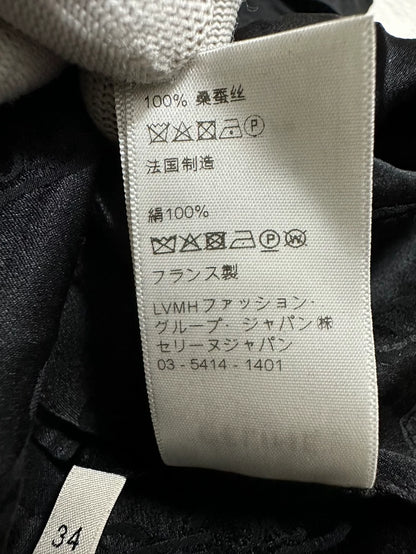 100% 桑蚕丝
法国制造
絹100%
フランス製
LVMHファッション・
グループ・ジャパン㈱
セリーヌジャパン
03 - 5414 - 1401
34